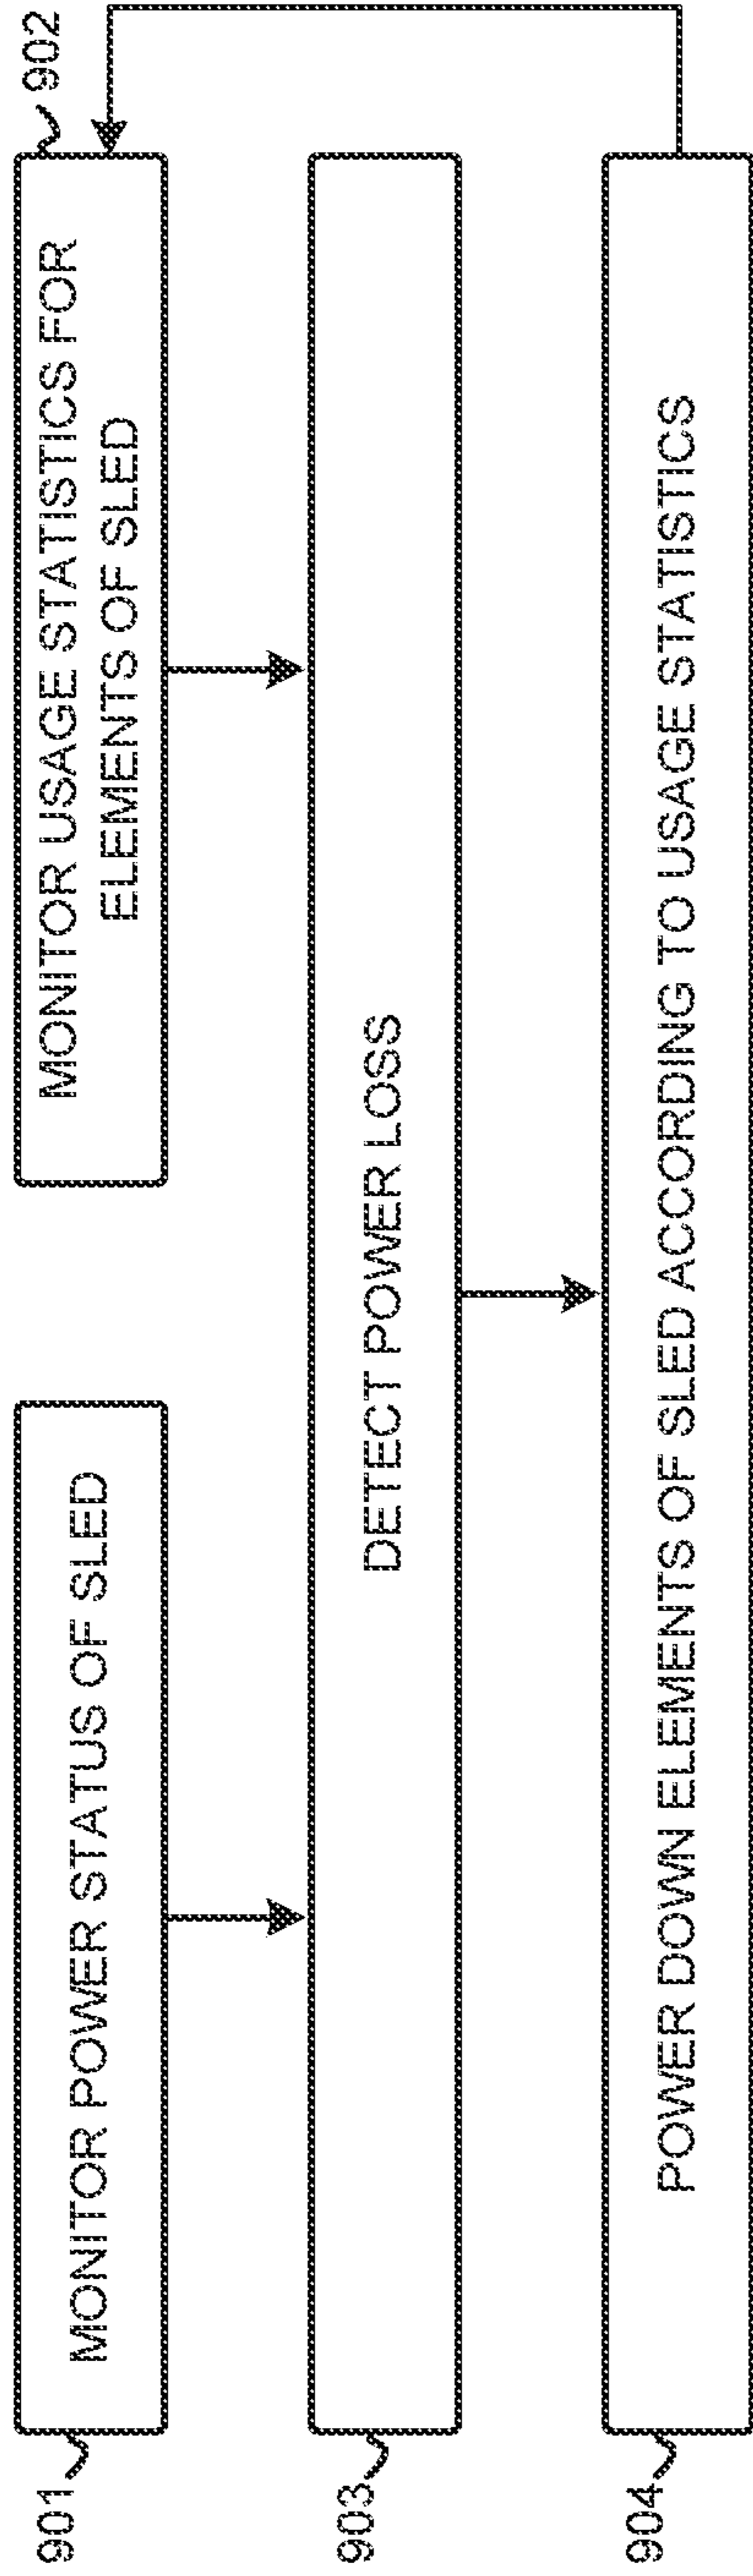 901
MONITOR POWER STATUS OF SLED
MONITOR USAGE STATISTICS FOR
ELEMENTS OF SLED
902
903
DETECT POWER LOSS
904
POWER DOWN ELEMENTS OF SLED ACCORDING TO USAGE STATISTICS